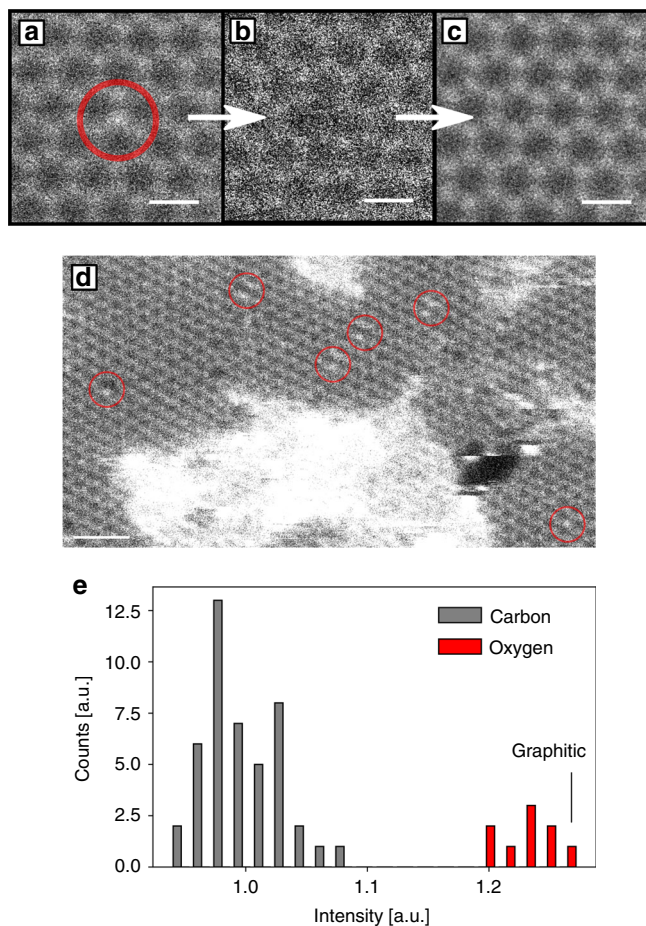 a
b
c
d
e
12.5
10.0
7.5
5.0
2.5
0.0
Counts [a.u.]
Carbon
Oxygen
Graphitic
1.0
1.1
1.2
Intensity [a.u.]